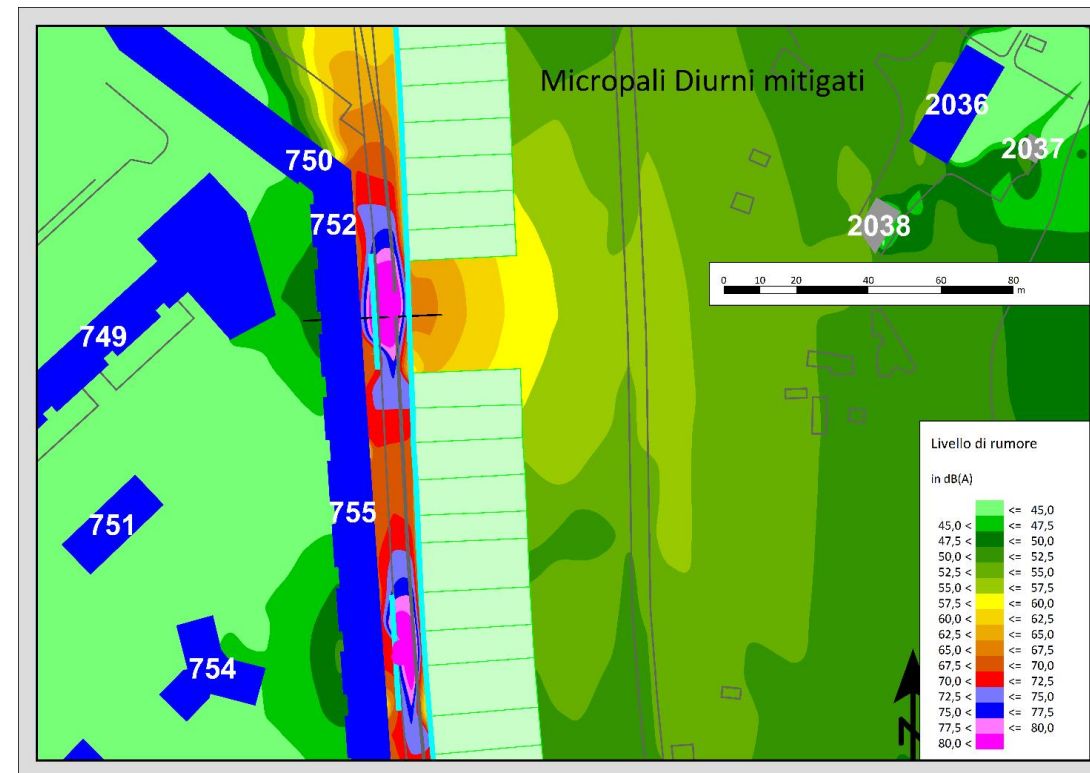 Micropali Diurni mitigati
2036
2037
750
752
2038
0 10 20 40 60 80
m
749
Livello di rumore
in dB(A)
<= 45,0
45,0 < <= 47,5
47,5 < <= 50,0
50,0 < <= 52,5
52,5 < <= 55,0
55,0 < <= 57,5
57,5 < <= 60,0
60,0 < <= 62,5
62,5 < <= 65,0
65,0 < <= 67,5
67,5 < <= 70,0
70,0 < <= 72,5
72,5 < <= 75,0
75,0 < <= 77,5
77,5 < <= 80,0
80,0 <
751
755
754